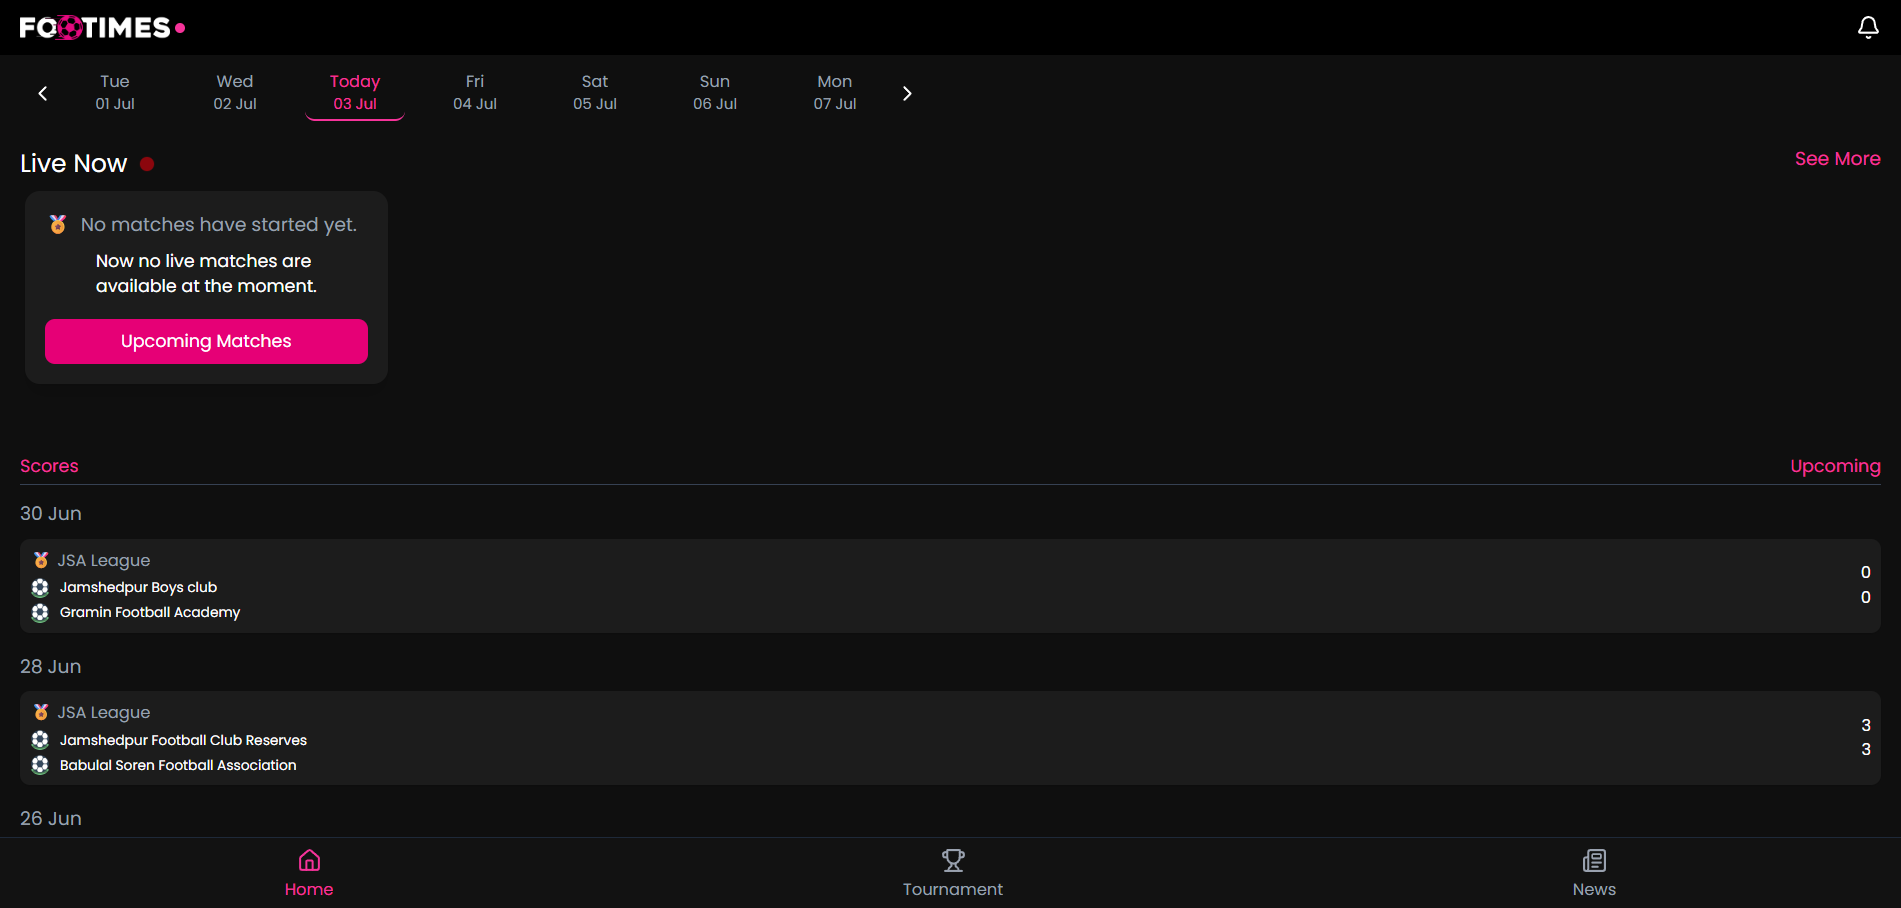 FOOTIMES
Tue
01 Jul
Wed
02 Jul
Today
03 Jul
Fri
04 Jul
Sat
05 Jul
Sun
06 Jul
Mon
07 Jul
Live Now
See More
No matches have started yet.
Now no live matches are
available at the moment.
Upcoming Matches
Scores
Upcoming
30 Jun
JSA League
Jamshedpur Boys club
0
Gramin Football Academy
0
28 Jun
JSA League
Jamshedpur Football Club Reserves
3
Babulal Soren Football Association
3
26 Jun
Home
Tournament
News